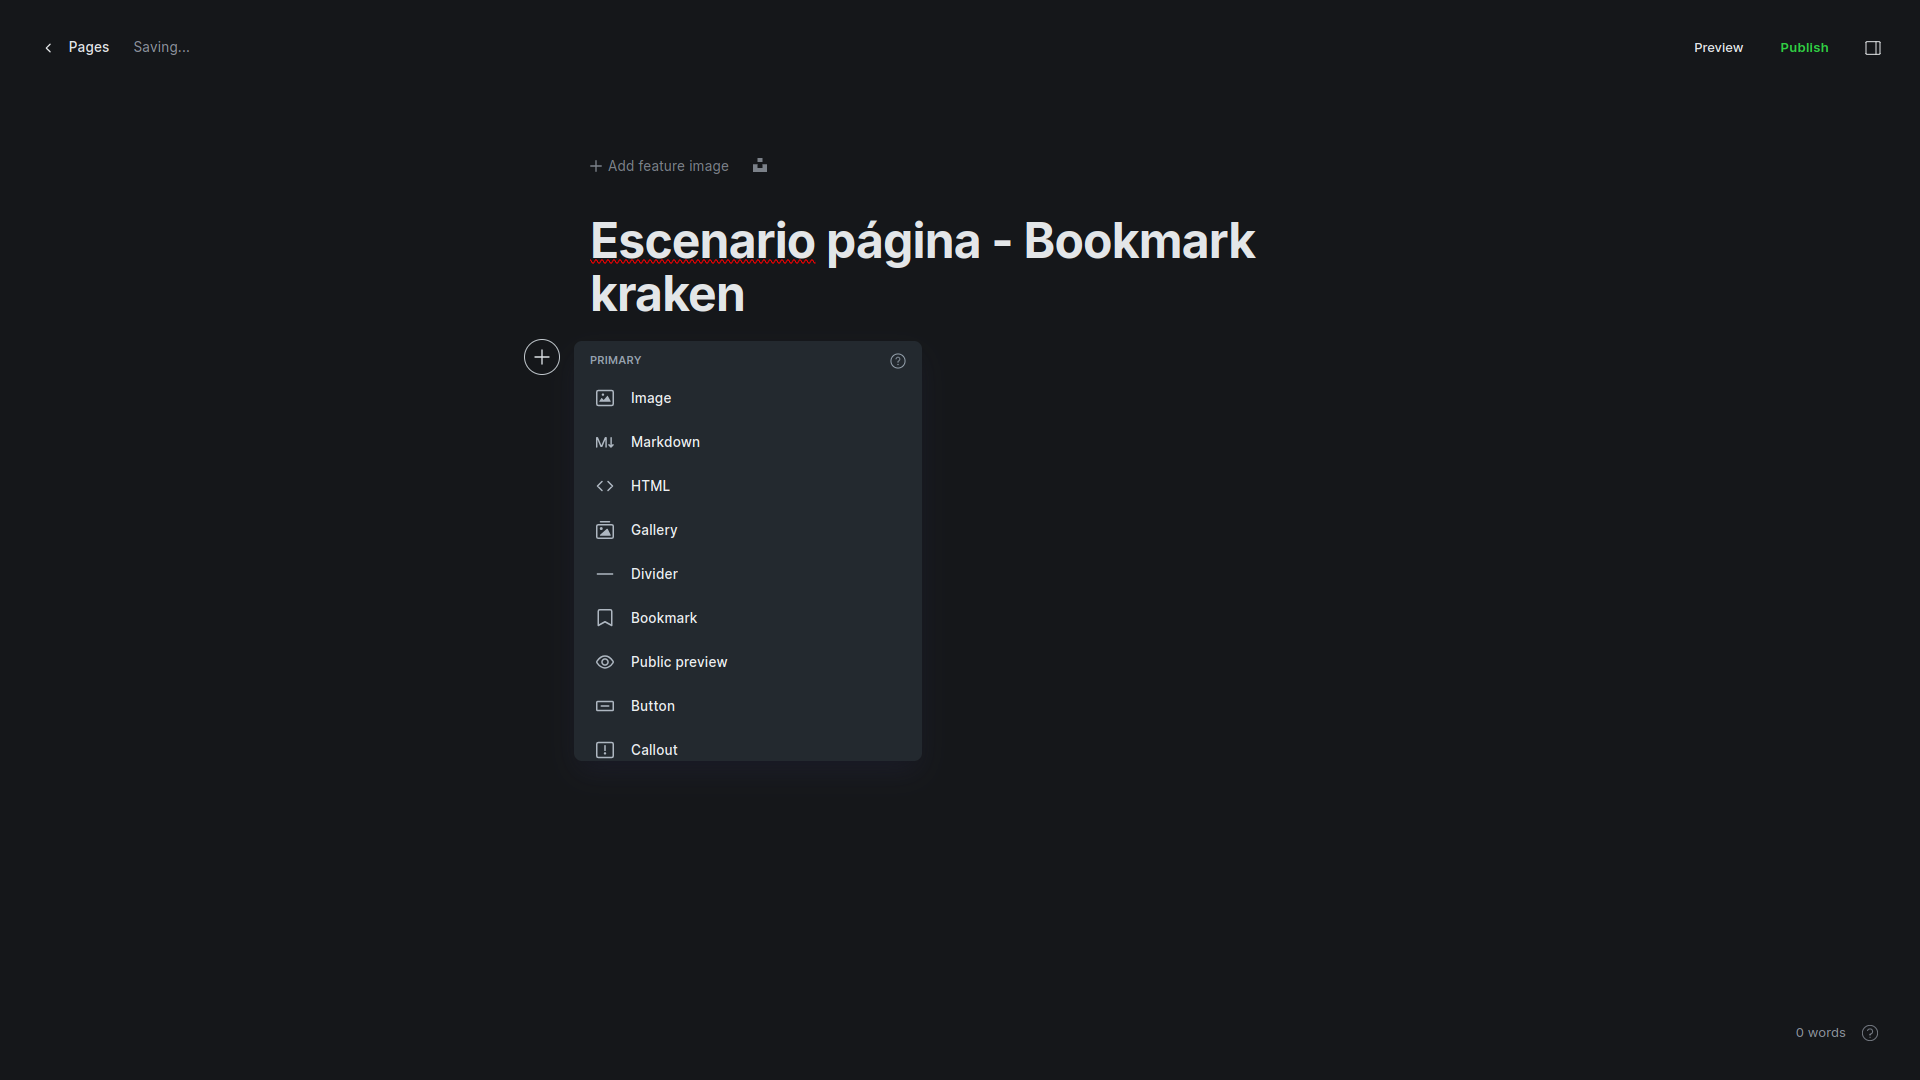 Pages Saving...
Preview Publish
Add feature image
Escenario página - Bookmark
kraken
PRIMARY
Image
Markdown
HTML
Gallery
Divider
Bookmark
Public preview
Button
Callout
0 words